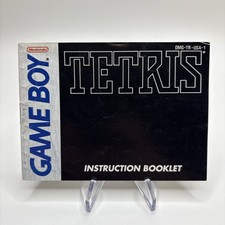 Nintendo
DMG-TR-USA-1
TETRIS
GAME BOY
INSTRUCTION BOOKLET